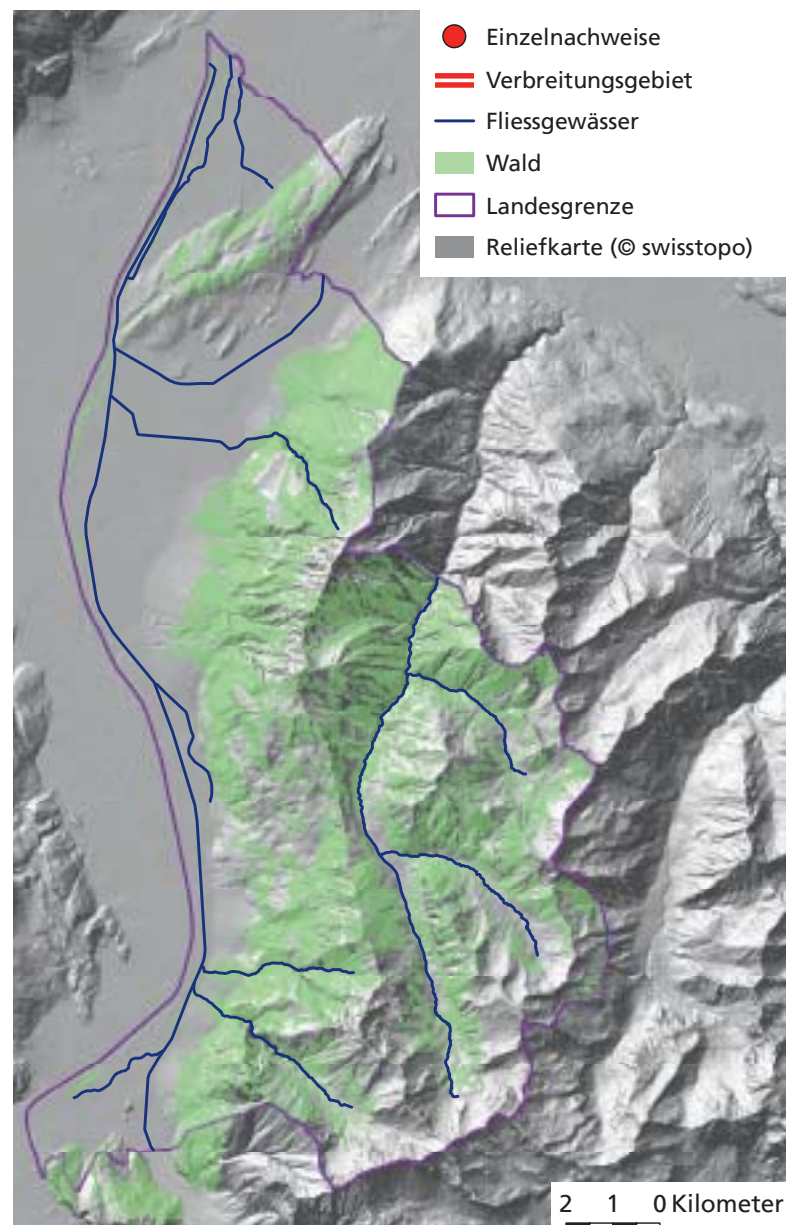 Einzelnachweise
Verbreitungsgebiet
Fliessgewässer
Wald
Landesgrenze
Reliefkarte (© swisstopo)
2 1 0 Kilometer